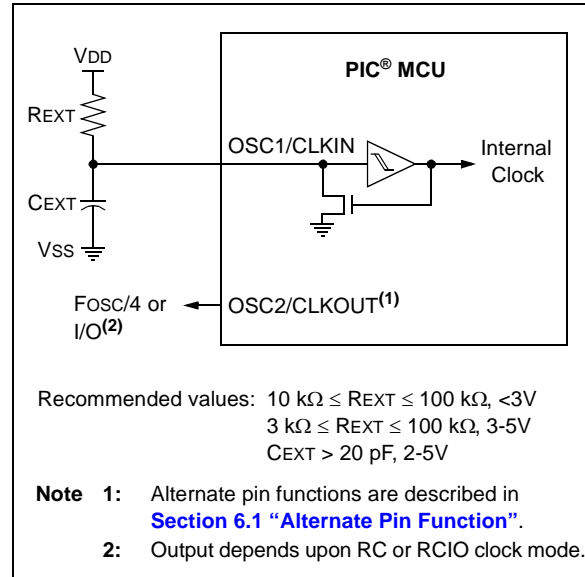 VDD
PIC® MCU
REXT
OSC1/CLKIN
Internal
Clock
CEXT
VSS
FOSC/4 or
I/O(2)
OSC2/CLKOUT(1)
Recommended values: 10 kΩ ≤ REXT ≤ 100 kΩ, <3V
3 kΩ ≤ REXT ≤ 100 kΩ, 3-5V
CEXT > 20 pF, 2-5V
Note 1: Alternate pin functions are described in
Section 6.1 “Alternate Pin Function”.
2: Output depends upon RC or RCIO clock mode.